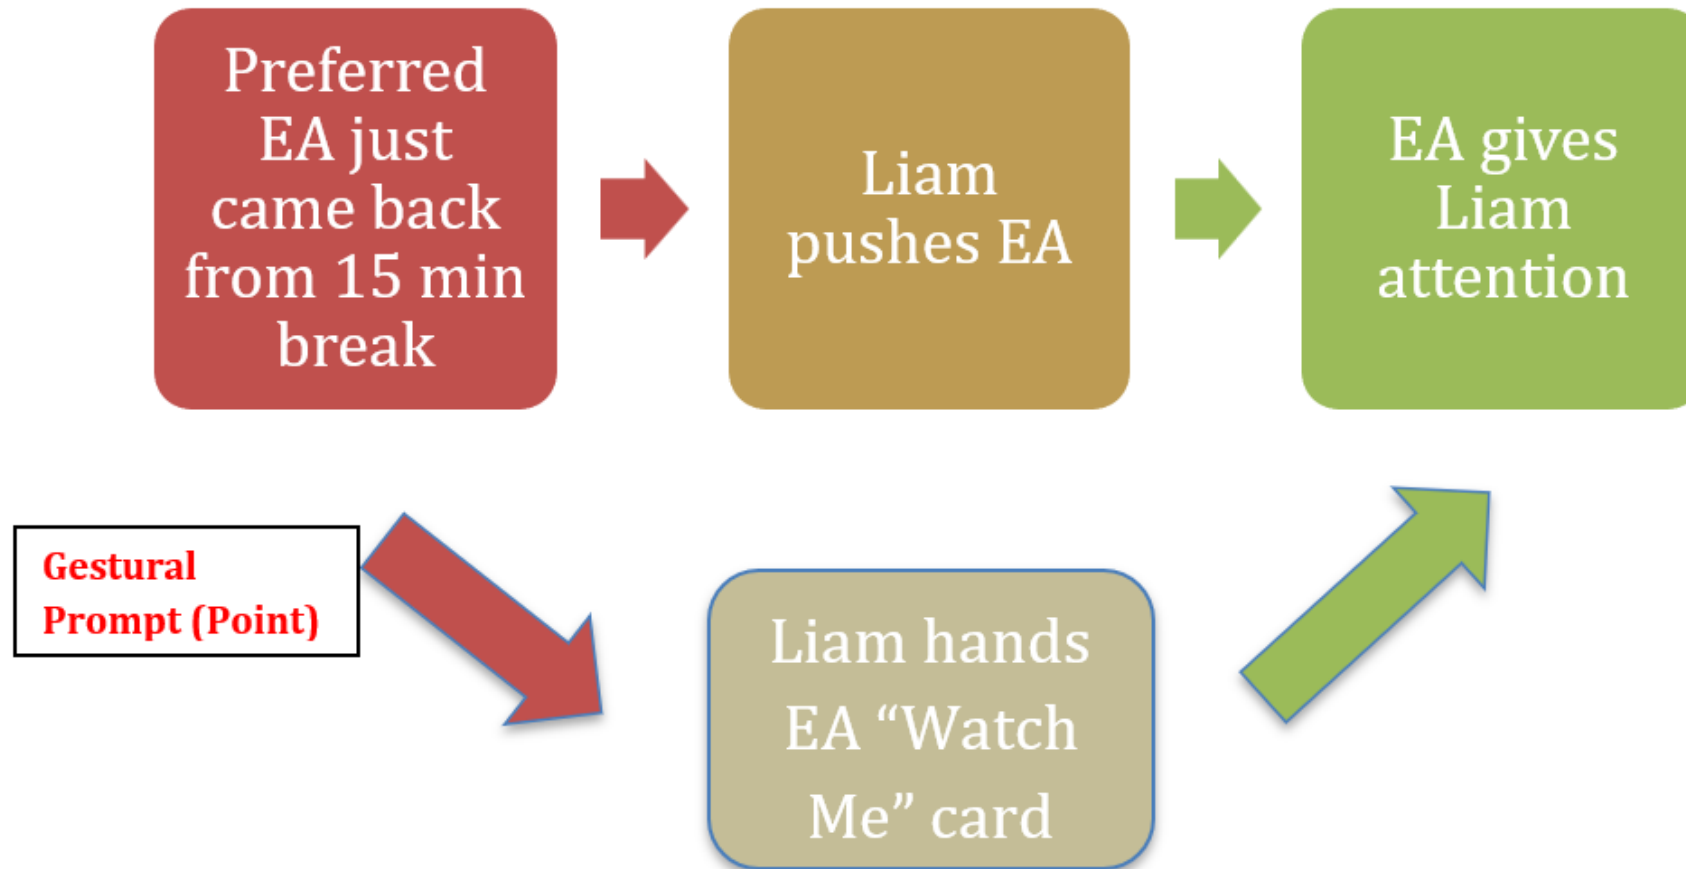 Preferred
EA just
came back
from 15 min
break
Liam
pushes EA
EA gives
Liam
attention
Gestural
Prompt (Point)
Liam hands
EA “Watch
Me” card